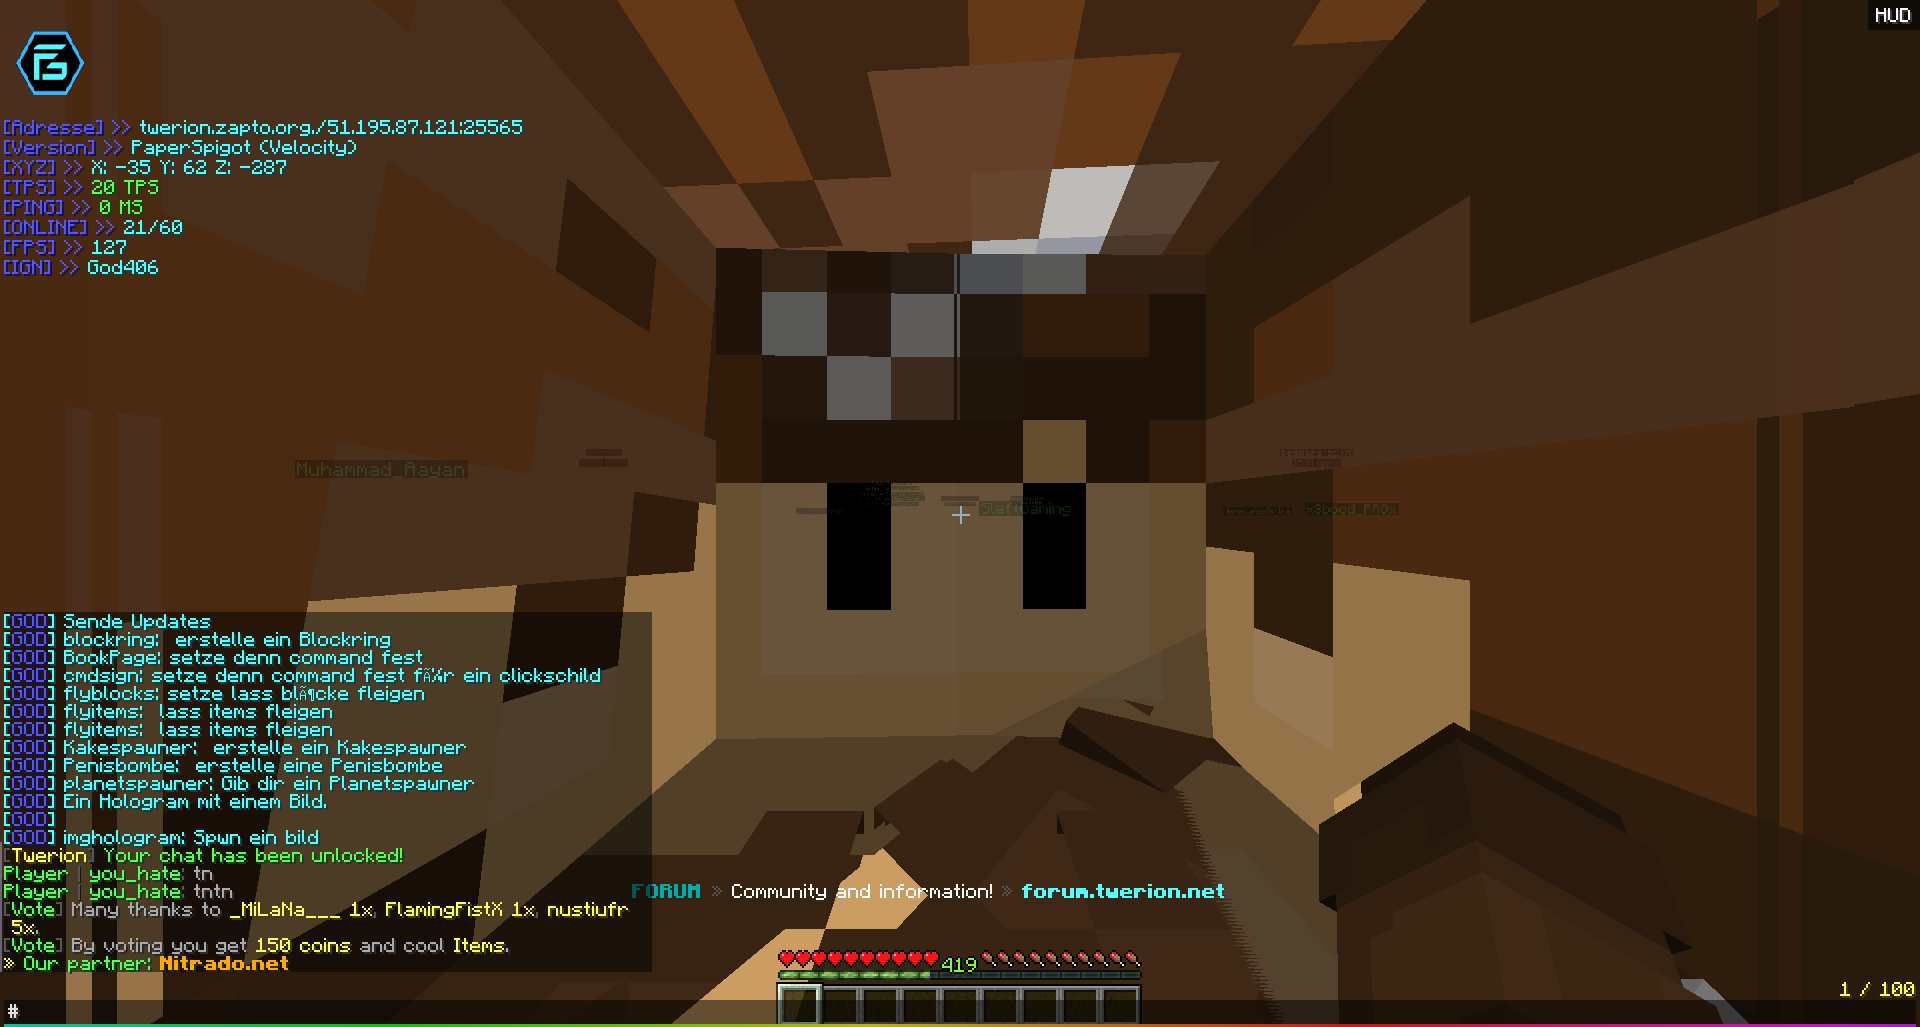 HUD
[Adresse] >> twerion.zapto.org./51.195.87.121:25565
[Version] >> PaperSpigot (Velocity)
[XYZ] >> X: -35 Y: 62 Z: -287
[TPS] >> 20 TPS
[PING] >> 0 MS
[ONLINE] >> 21/60
[FPS] >> 127
[IGN] >> God406
Muhammad_Aayan
SleftGaming
x3bood_PROx
[GOD] Sende Updates
[GOD] blockring:  erstelle ein Blockring
[GOD] BookPage: setze denn command fest
[GOD] cmdsign: setze denn command fest fÃ¼r ein clickschild
[GOD] flyblocks: setze lass blÃ¶cke fleigen
[GOD] flyitems:  lass items fleigen
[GOD] flyitems:  lass items fleigen
[GOD] Kakespawner:  erstelle ein Kakespawner
[GOD] Penisbombe:  erstelle eine Penisbombe
[GOD] planetspawner: Gib dir ein Planetspawner
[GOD] Ein Hologram mit einem Bild.
[GOD]
[GOD] imghologram: Spwn ein bild
[Twerion] Your chat has been unlocked!
Player | you_hate: tn
Player | you_hate: tntn
FORUM » Community and information! » forum.twerion.net
[Vote] Many thanks to _MiLaNa___ 1x, FlamingFistX 1x, nustiufr
5x.
[Vote] By voting you get 150 coins and cool Items.
» Our partner: Nitrado.net
419
1 / 100
#